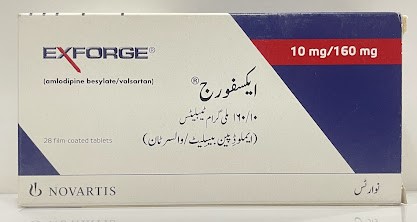 EXFORGE®
(amlodipine besylate/valsartan)
28 film-coated tablets
NOVARTIS
10 mg/160 mg
ایکسفورج®
۱۶۰/۱۰ ملی گرام ٹیبلیٹس
(ایملوڈپین بیسلیٹ/والسرٹان)
نوارٹس